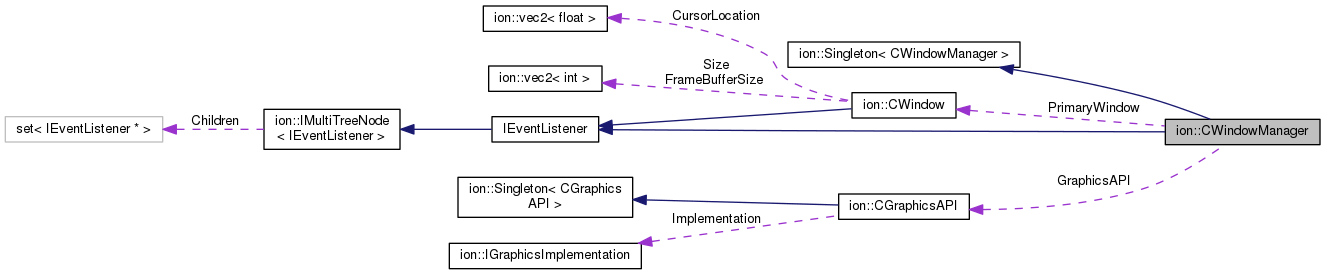 ion::vec2< float >
CursorLocation
ion::Singleton< CWindowManager >
Size
FrameBufferSize
ion::vec2< int >
ion::CWindow
PrimaryWindow
set< IEventListener * >
Children
ion::IMultiTreeNode
< IEventListener >
IEventListener
ion::CWindowManager
ion::Singleton< CGraphics
API >
ion::CGraphicsAPI
GraphicsAPI
Implementation
ion::IGraphicsImplementation